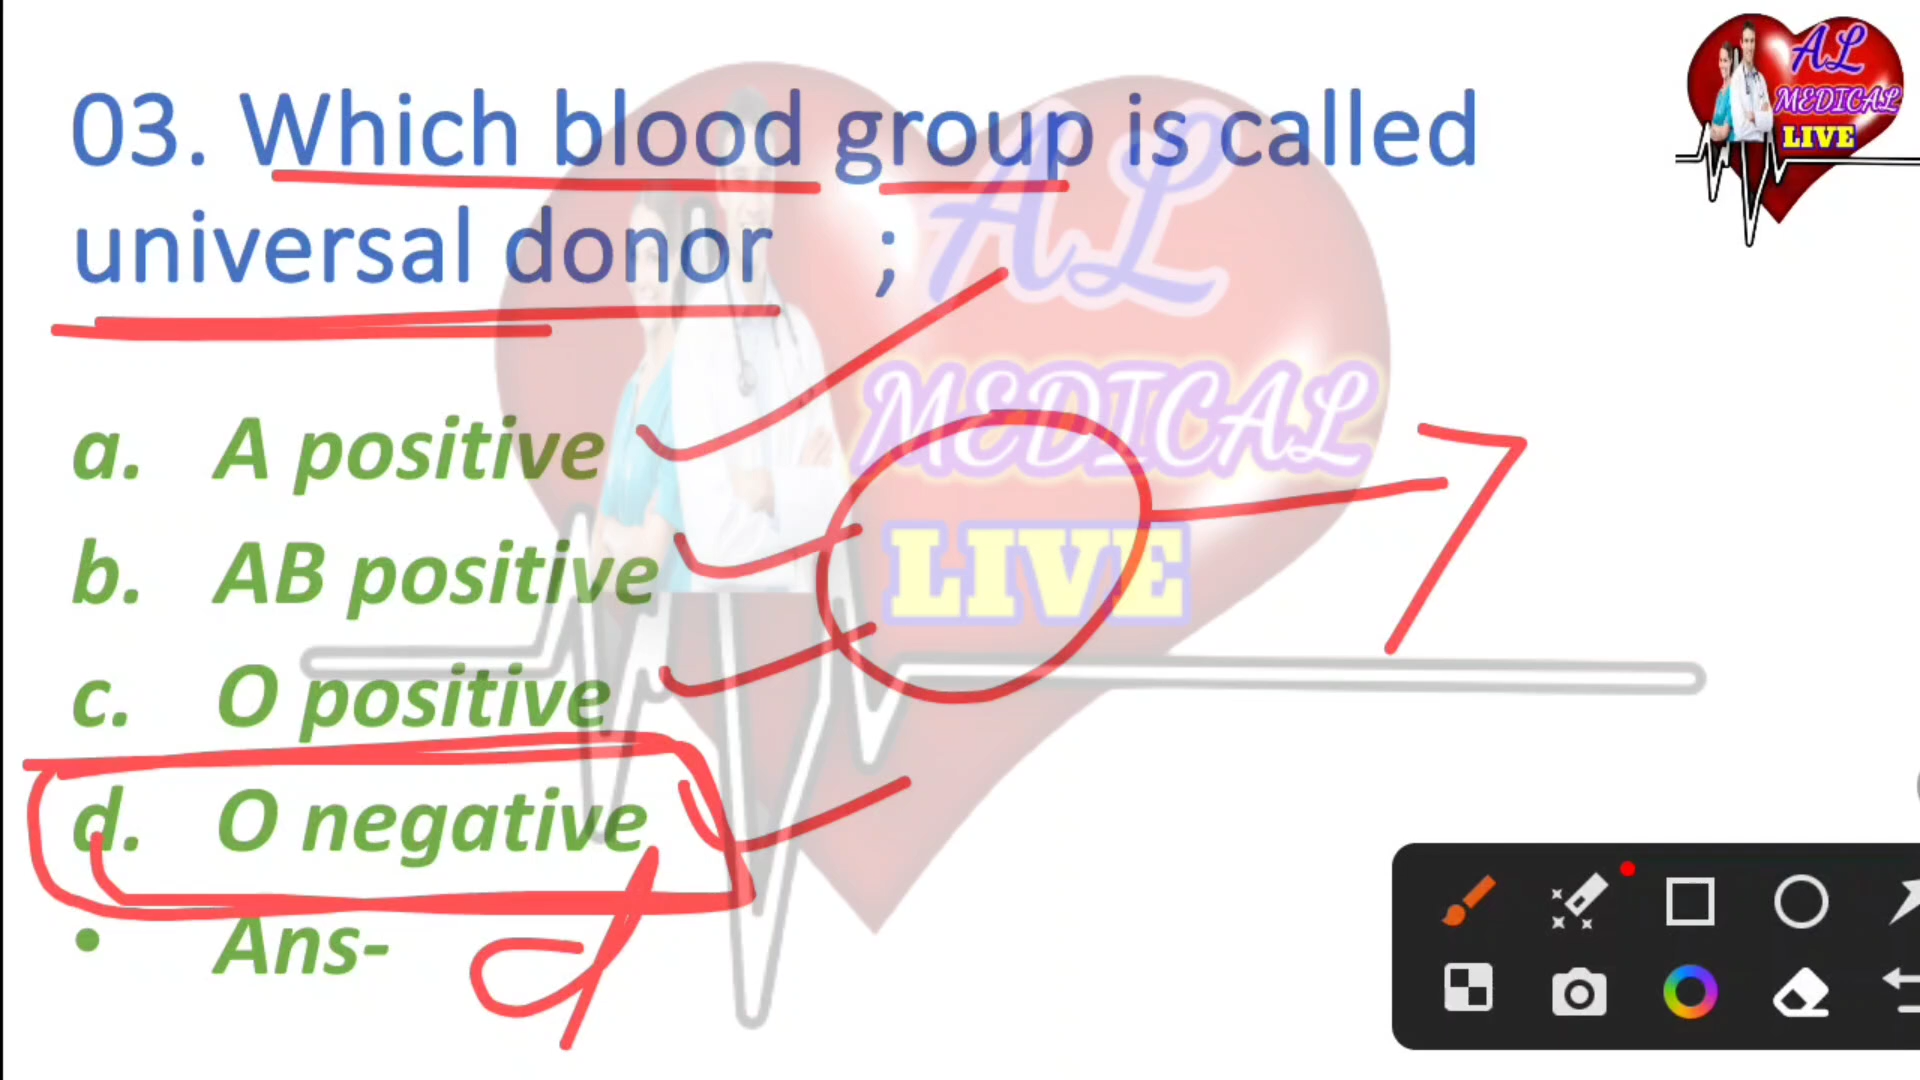 AL
MEDICAL
LIVE
03. Which blood group is called
universal donor ;
AL
MEDICAL
LIVE
a. A positive
b. AB positive
c. O positive
d. O negative
• Ans- d